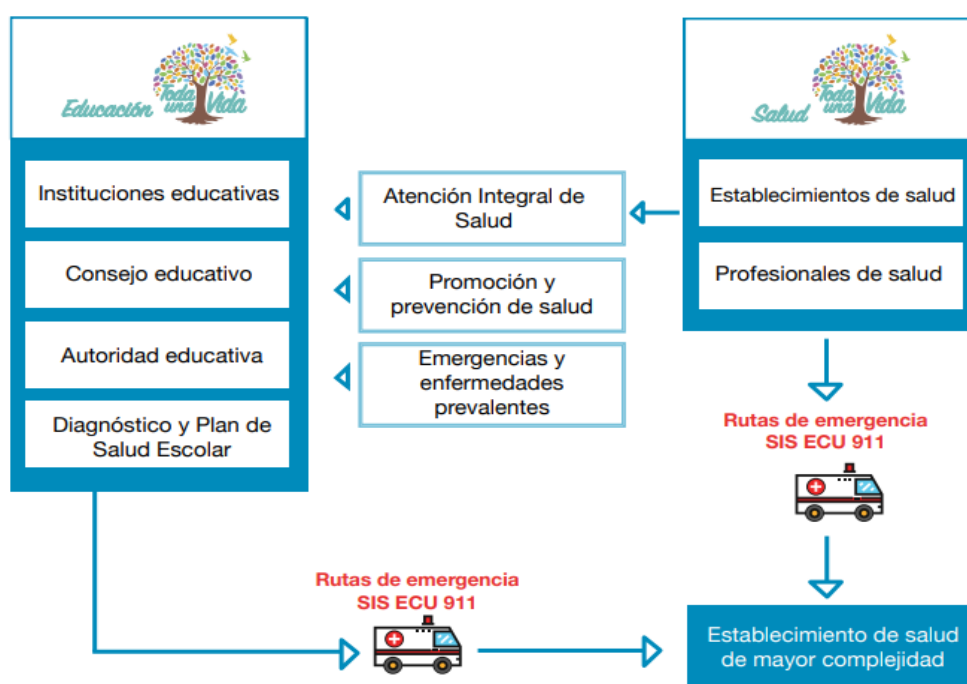 Educación
Toda
una Vida
Instituciones educativas
Consejo educativo
Autoridad educativa
Diagnóstico y Plan de
Salud Escolar
Atención Integral de
Salud
Promoción y
prevención de salud
Emergencias y
enfermedades
prevalentes
Salud
Toda
una Vida
Establecimientos de salud
Profesionales de salud
Rutas de emergencia
SIS ECU 911
Rutas de emergencia
SIS ECU 911
Establecimiento de salud
de mayor complejidad